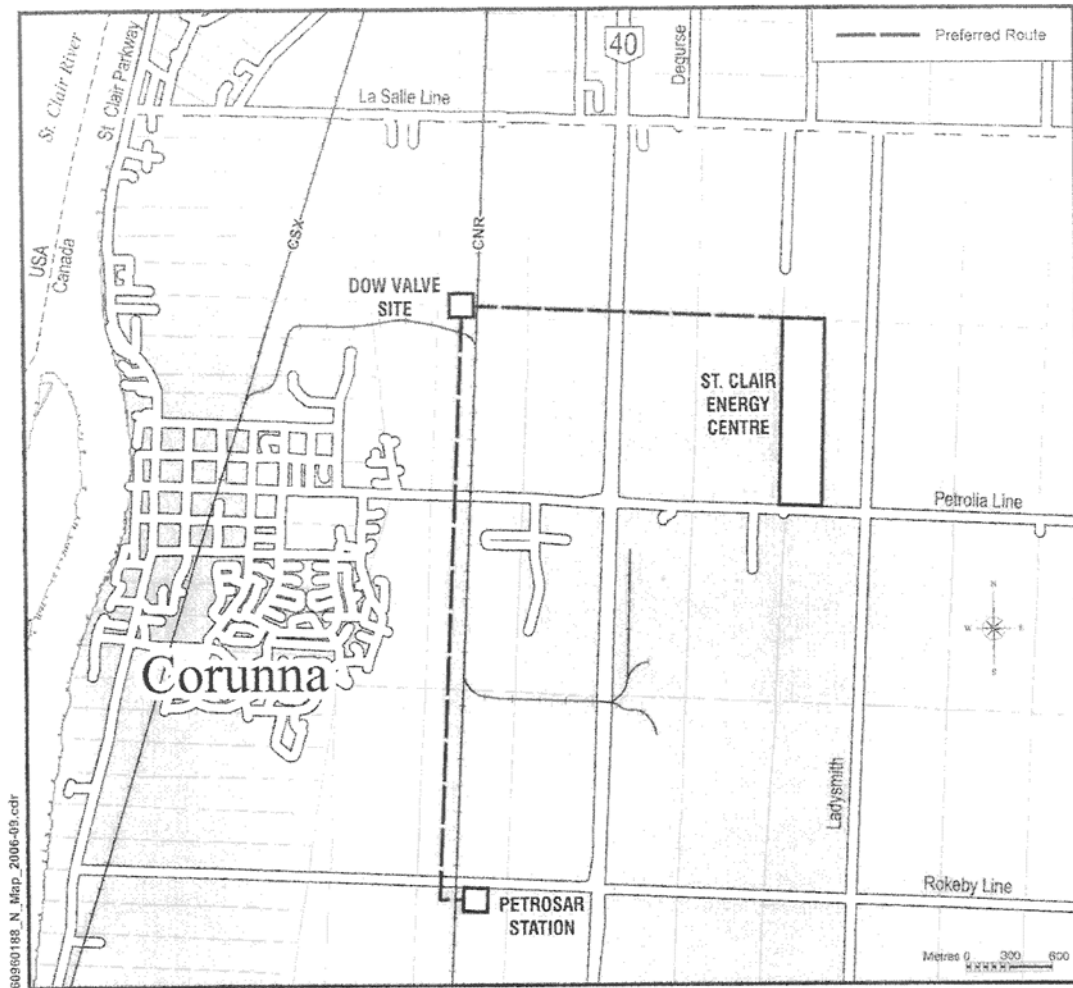 Preferred Route
40
Degurse
St. Clair River
St. Clair Parkway
La Salle Line
CSX
CNR
USA
Canada
DOW VALVE
SITE
ST. CLAIR
ENERGY
CENTRE
Petrolia Line
N
W
E
S
Corunna
Ladysmith
Rokeby Line
PETROSAR
STATION
Metres 0 300 600
60960188_N_Map_2006-09.cdr